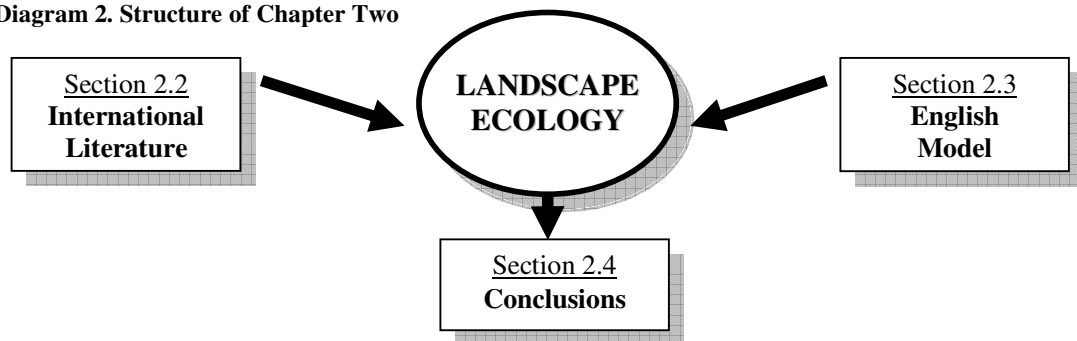 Diagram 2. Structure of Chapter Two
Section 2.2
International
Literature
LANDSCAPE
ECOLOGY
Section 2.3
English
Model
Section 2.4
Conclusions